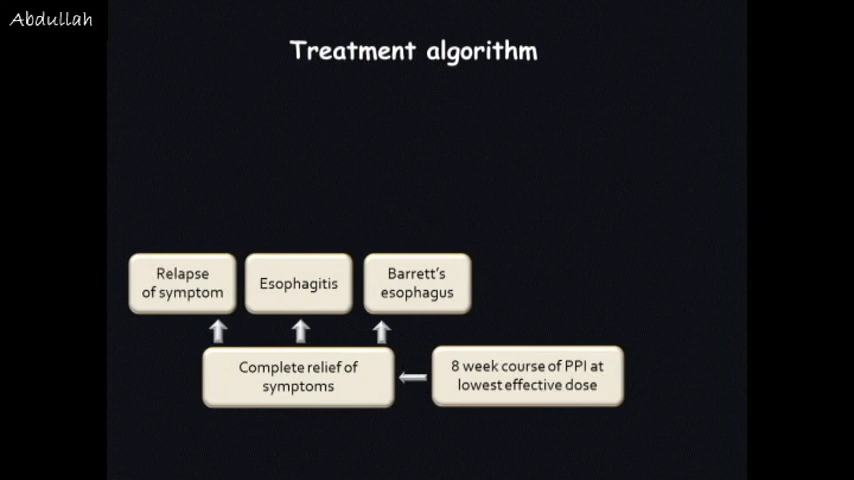 Abdullah
Treatment algorithm
Relapse
of symptom
Esophagitis
Barrett's
esophagus
Complete relief of
symptoms
8 week course of PPI at
lowest effective dose